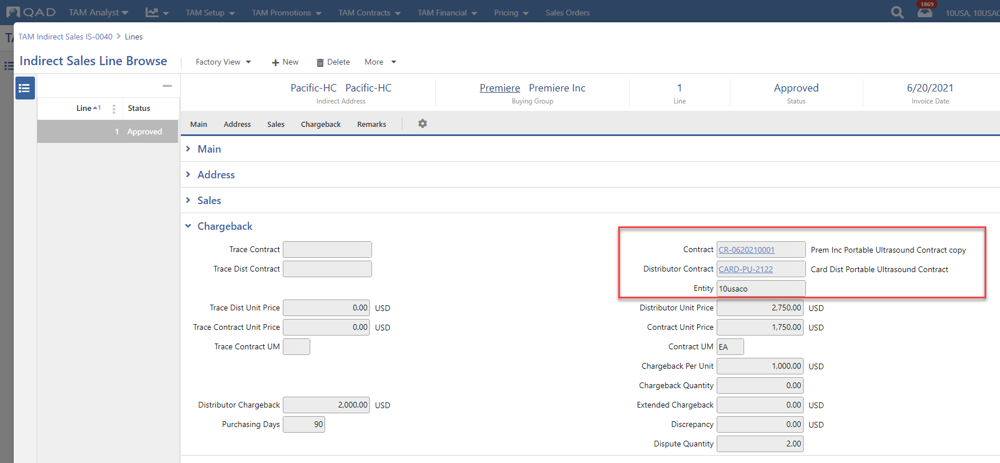 QAD TAM Analyst TAM Setup TAM Promotions TAM Contracts TAM Financial Pricing Sales Orders 1869 10USA, 10USAC
TAM Indirect Sales IS-0040 > Lines
Indirect Sales Line Browse Factory View New Delete More
Pacific-HC Pacific-HC Premiere Premiere Inc 1 Approved 6/20/2021
Indirect Address Buying Group Line Status Invoice Date
Line 1 Status
1 Approved
Main Address Sales Chargeback Remarks
Main
Address
Sales
Chargeback
Trace Contract Contract CR-0620210001 Prem Inc Portable Ultrasound Contract copy
Trace Dist Contract Distributor Contract CARD-PU-2122 Card Dist Portable Ultrasound Contract
Entity 10usaco
Trace Dist Unit Price 0.00 USD Distributor Unit Price 2,750.00 USD
Trace Contract Unit Price 0.00 USD Contract Unit Price 1,750.00 USD
Trace Contract UM Contract UM EA
Chargeback Per Unit 1,000.00 USD
Chargeback Quantity 0.00
Distributor Chargeback 2,000.00 USD Extended Chargeback 0.00 USD
Purchasing Days 90 Discrepancy 0.00 USD
Dispute Quantity 2.00